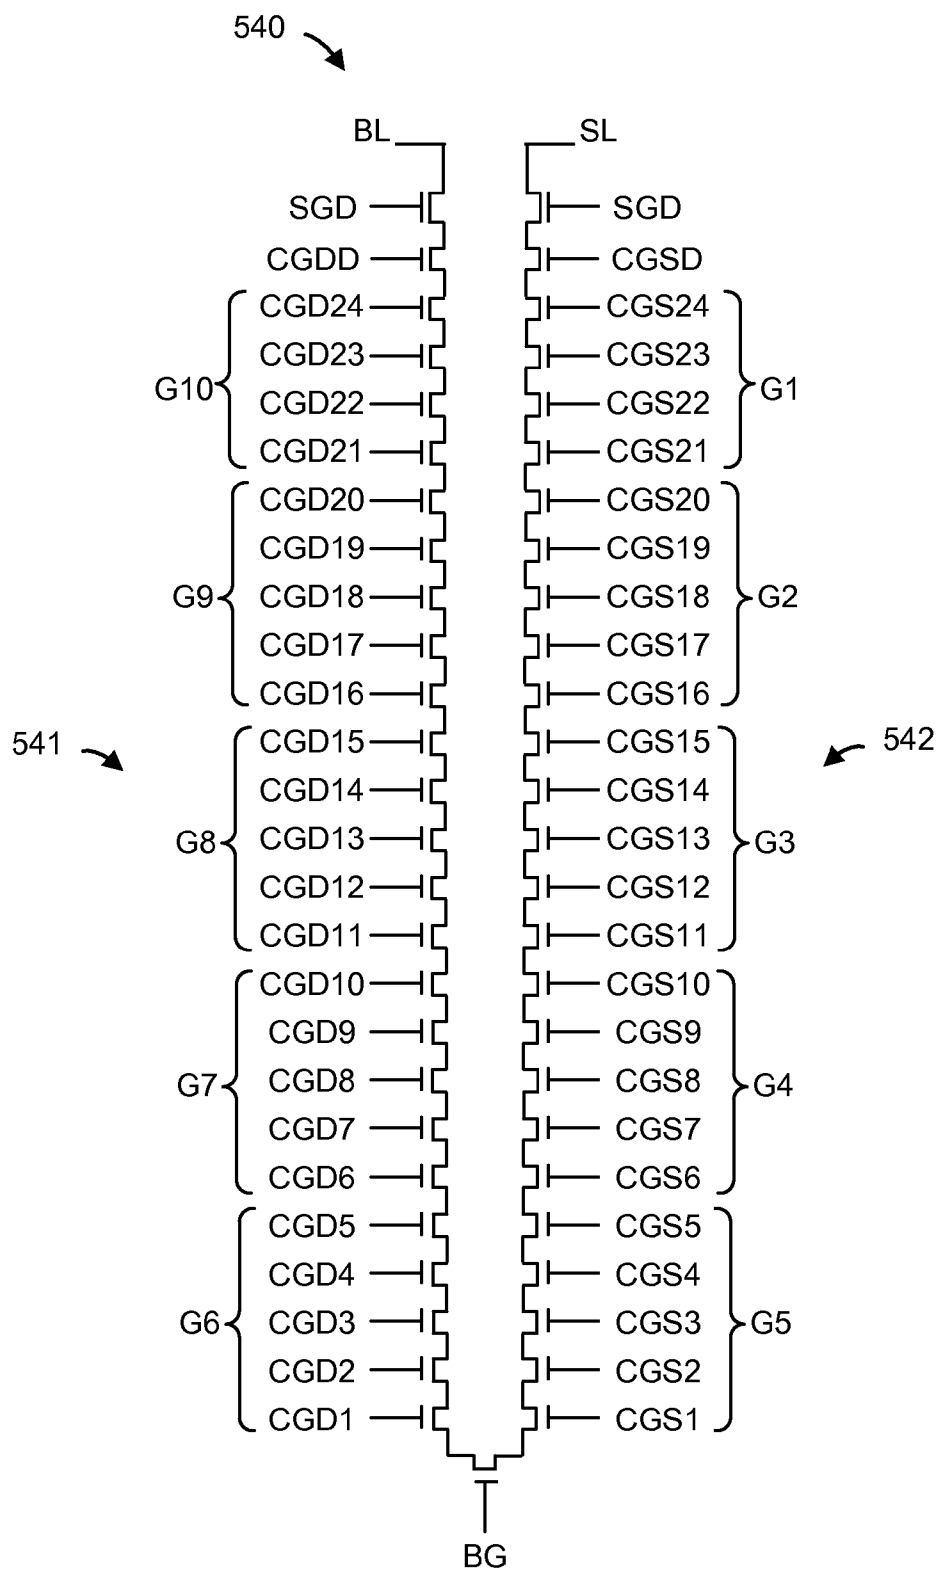 540
BL SL
SGD SGD
CGDD CGSD
CGD24 CGS24
CGD23 CGS23
G10 G1
CGD22 CGS22
CGD21 CGS21
CGD20 CGS20
CGD19 CGS19
G9 CGD18 CGS18 G2
CGD17 CGS17
CGD16 CGS16
541 CGD15 CGS15 542
CGD14 CGS14
G8 CGD13 CGS13 G3
CGD12 CGS12
CGD11 CGS11
CGD10 CGS10
CGD9 CGS9
G7 CGD8 CGS8 G4
CGD7 CGS7
CGD6 CGS6
CGD5 CGS5
CGD4 CGS4
G6 CGD3 CGS3 G5
CGD2 CGS2
CGD1 CGS1
BG